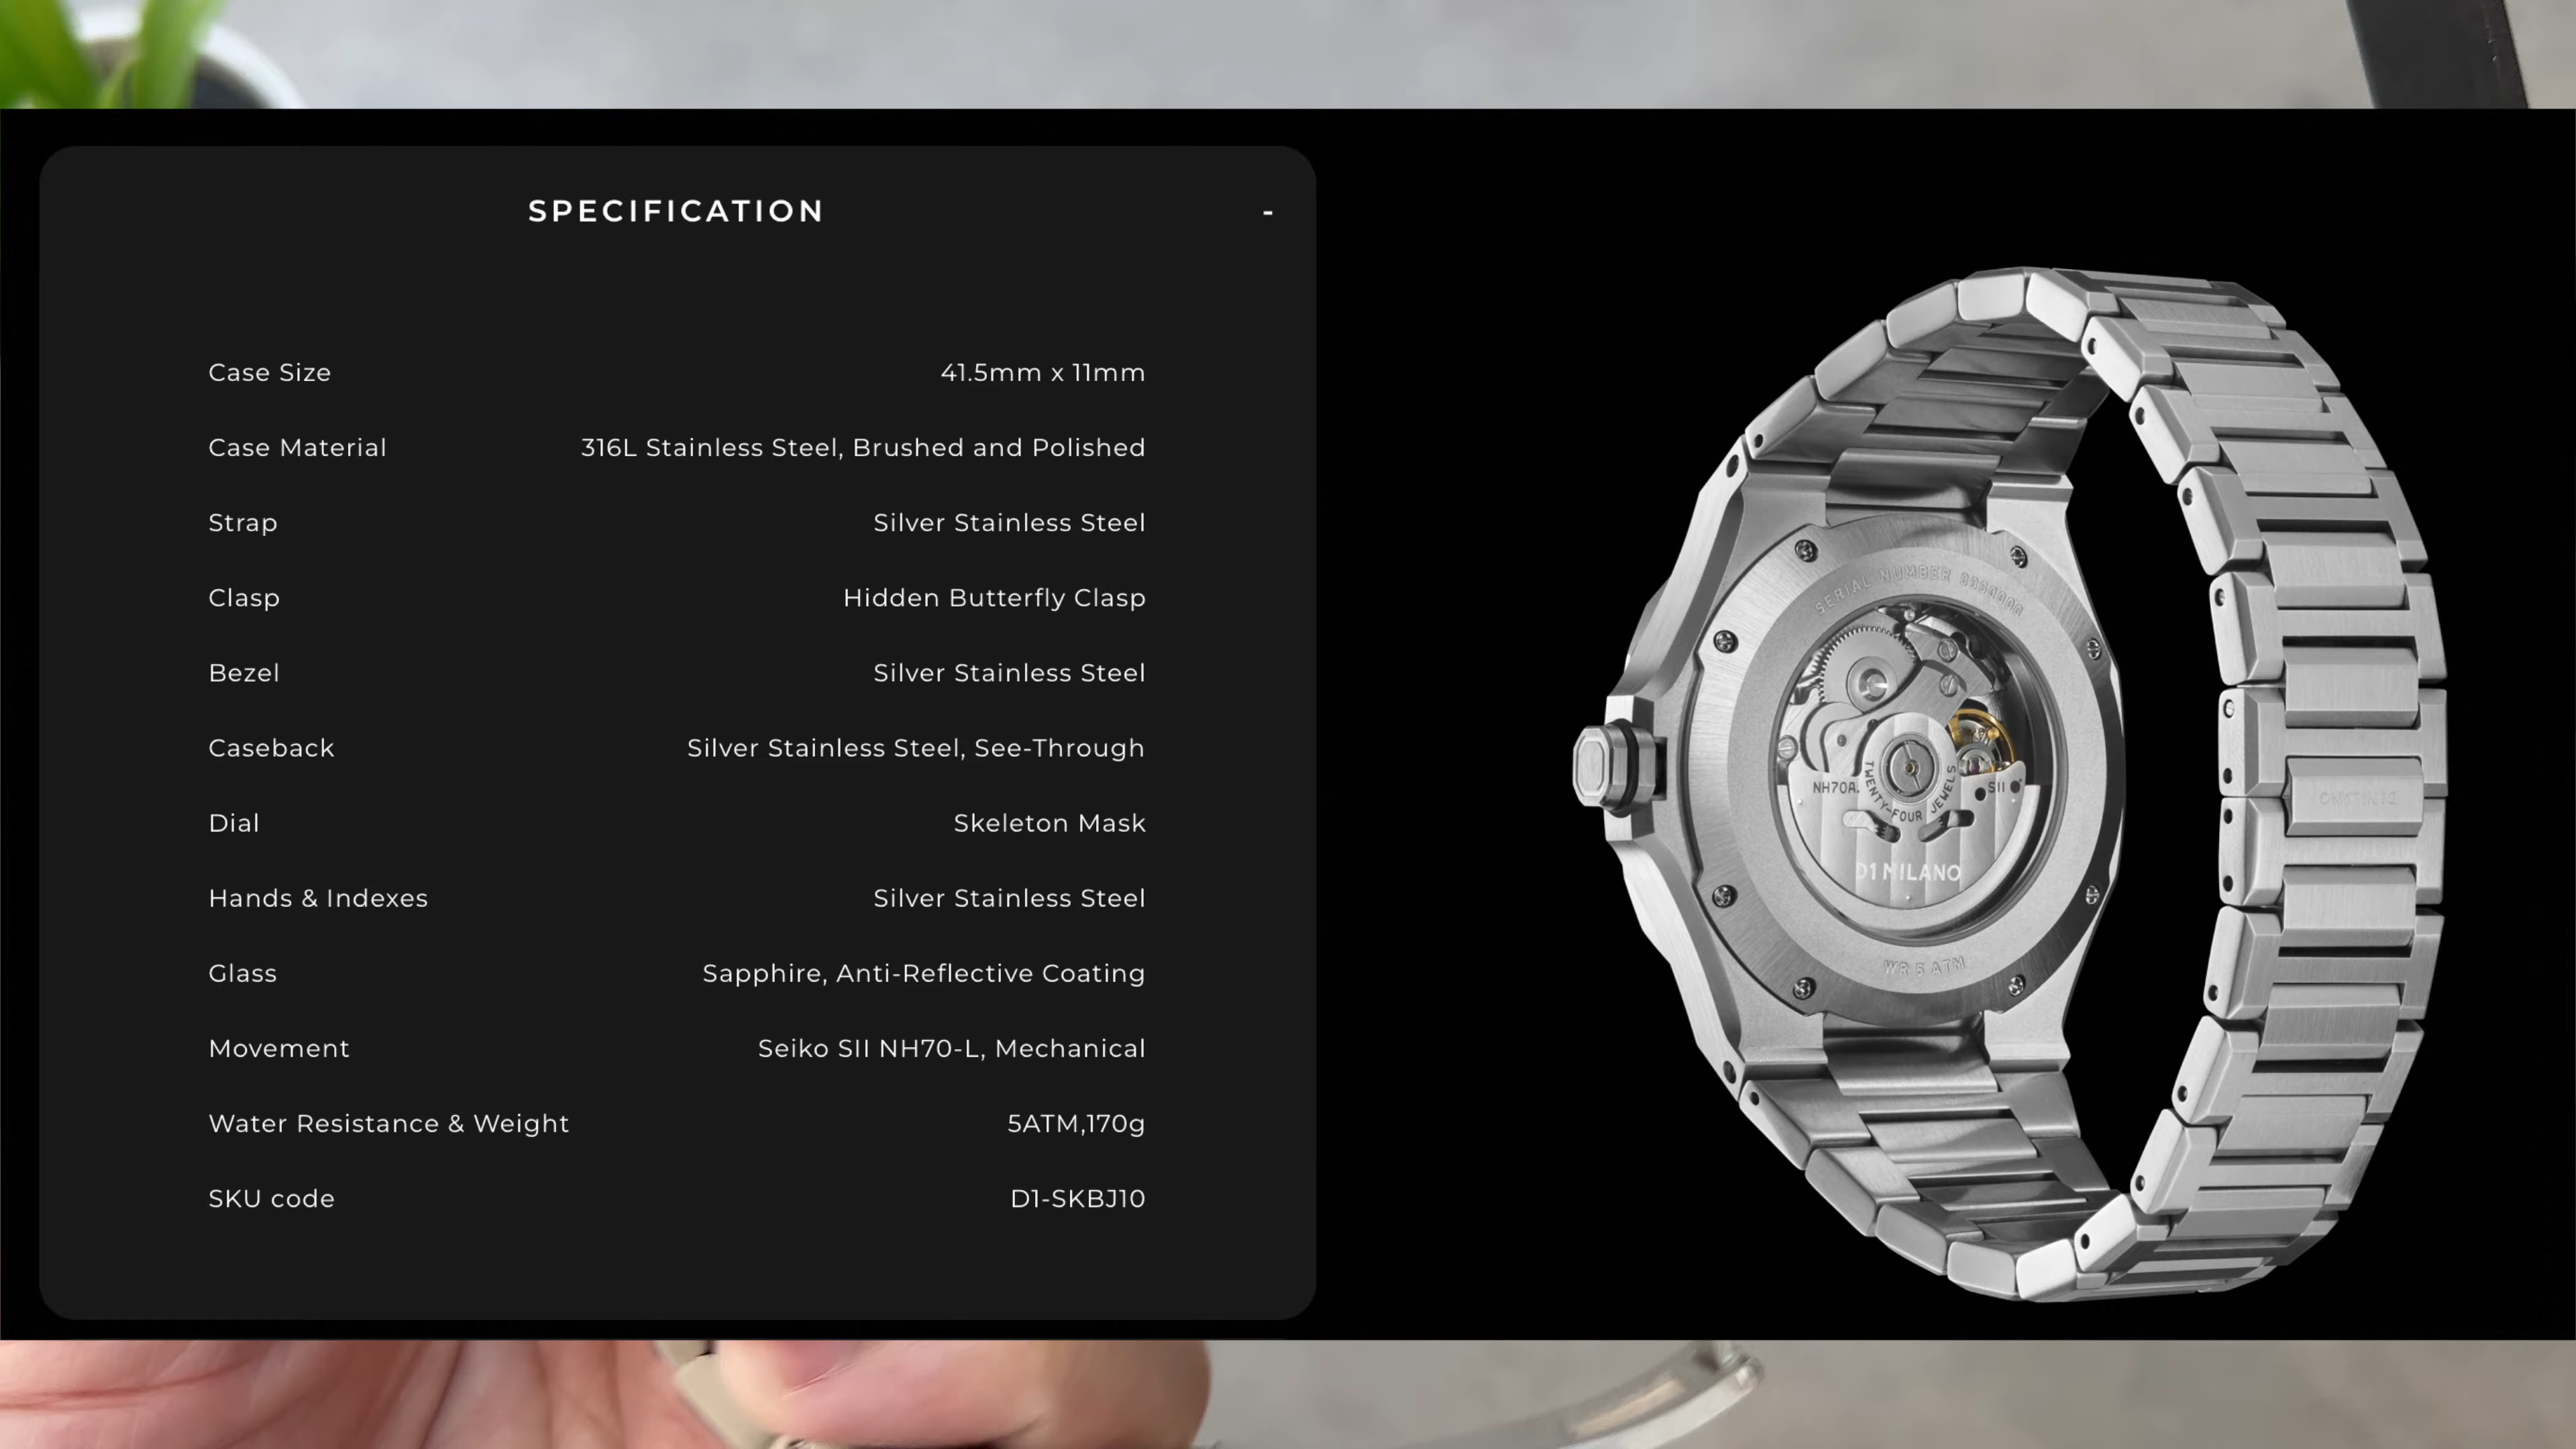 SPECIFICATION -
Case Size 41.5mm x 11mm
Case Material 316L Stainless Steel, Brushed and Polished
Strap Silver Stainless Steel
Clasp Hidden Butterfly Clasp
Bezel Silver Stainless Steel
Caseback Silver Stainless Steel, See-Through
Dial Skeleton Mask
Hands & Indexes Silver Stainless Steel
Glass Sapphire, Anti-Reflective Coating
Movement Seiko SII NH70-L, Mechanical
Water Resistance & Weight 5ATM,170g
SKU code D1-SKBJ10
SERIAL NUMBER 0000000
NH70A.
TWENTY-FOUR JEWELS
SII
D1 MILANO
WR 5 ATM